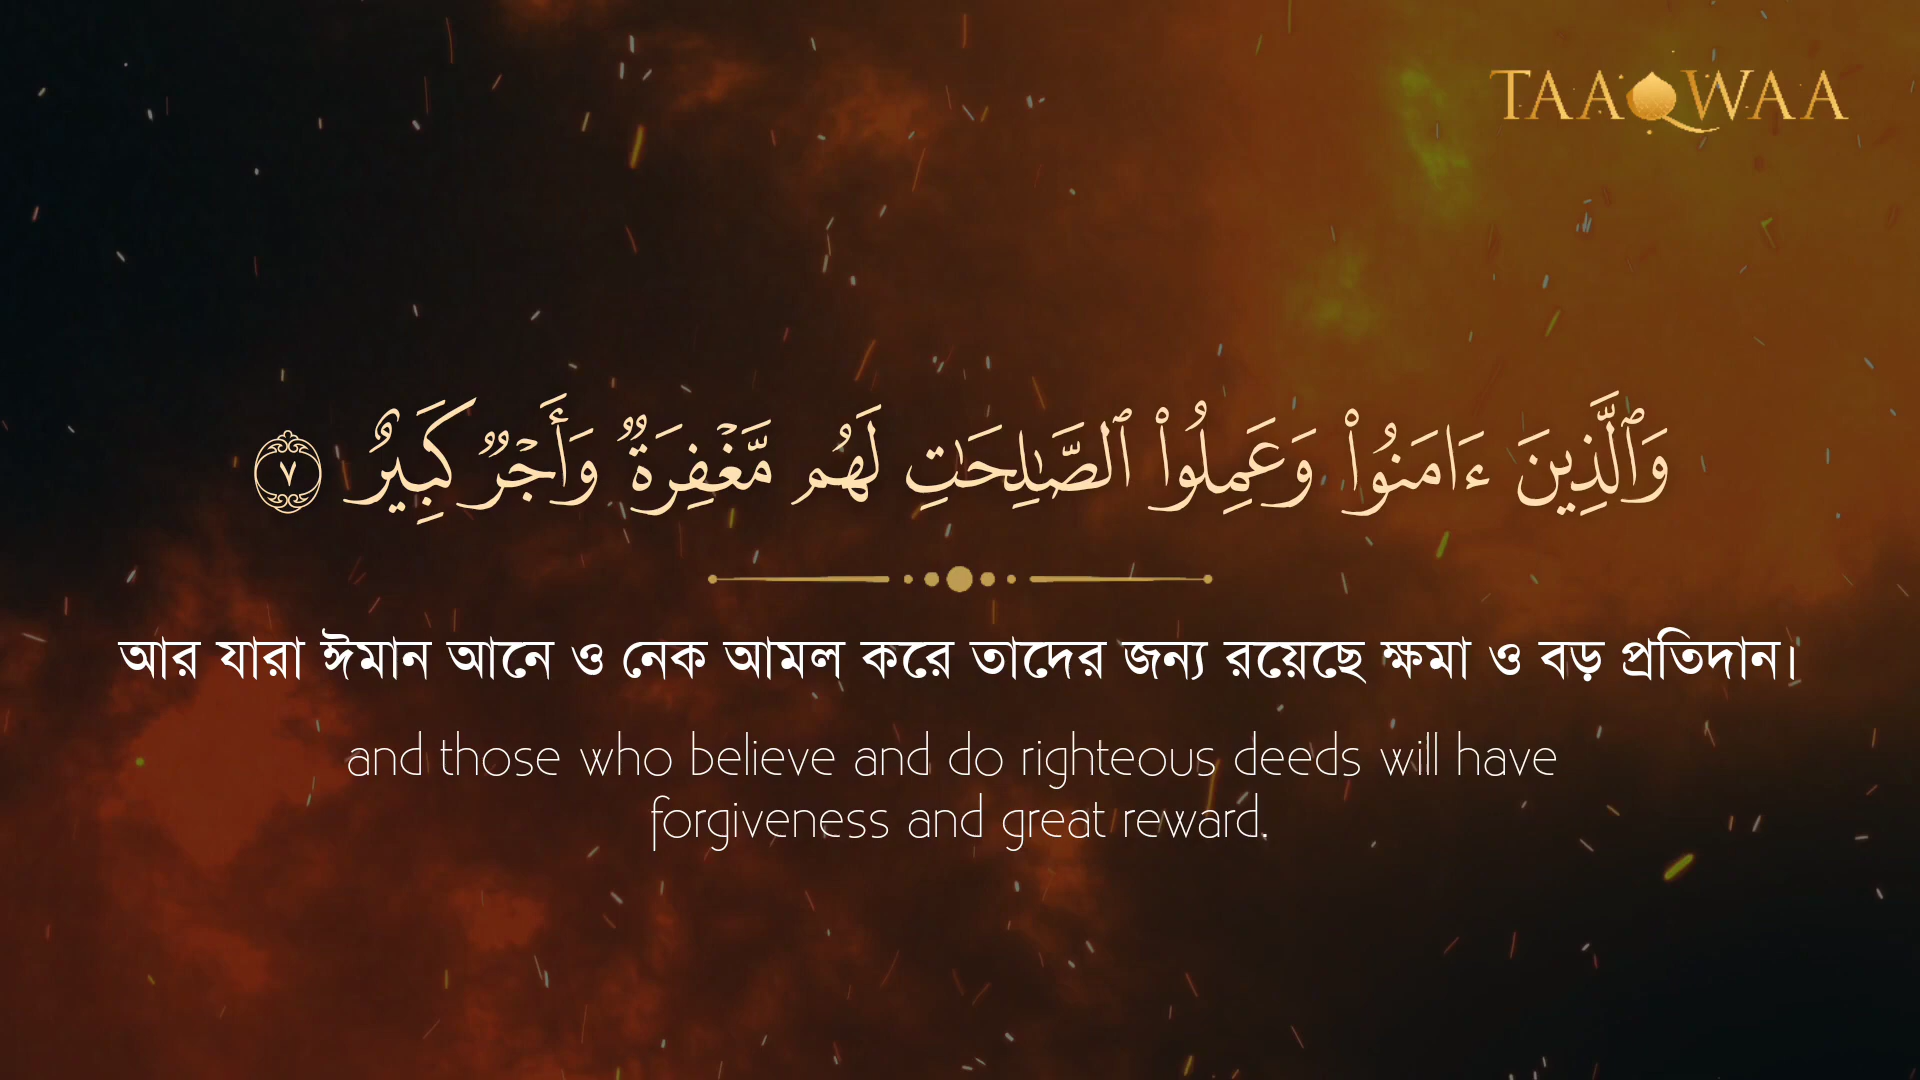 TAAQWAA
وَٱلَّذِينَ ءَامَنُوا۟ وَعَمِلُوا۟ ٱلصَّـٰلِحَـٰتِ لَهُم مَّغْفِرَةٌ وَأَجْرٌ كَبِيرٌ ٧
আর যারা ঈমান আনে ও নেক আমল করে তাদের জন্য রয়েছে ক্ষমা ও বড় প্রতিদান।
and those who believe and do righteous deeds will have
forgiveness and great reward.